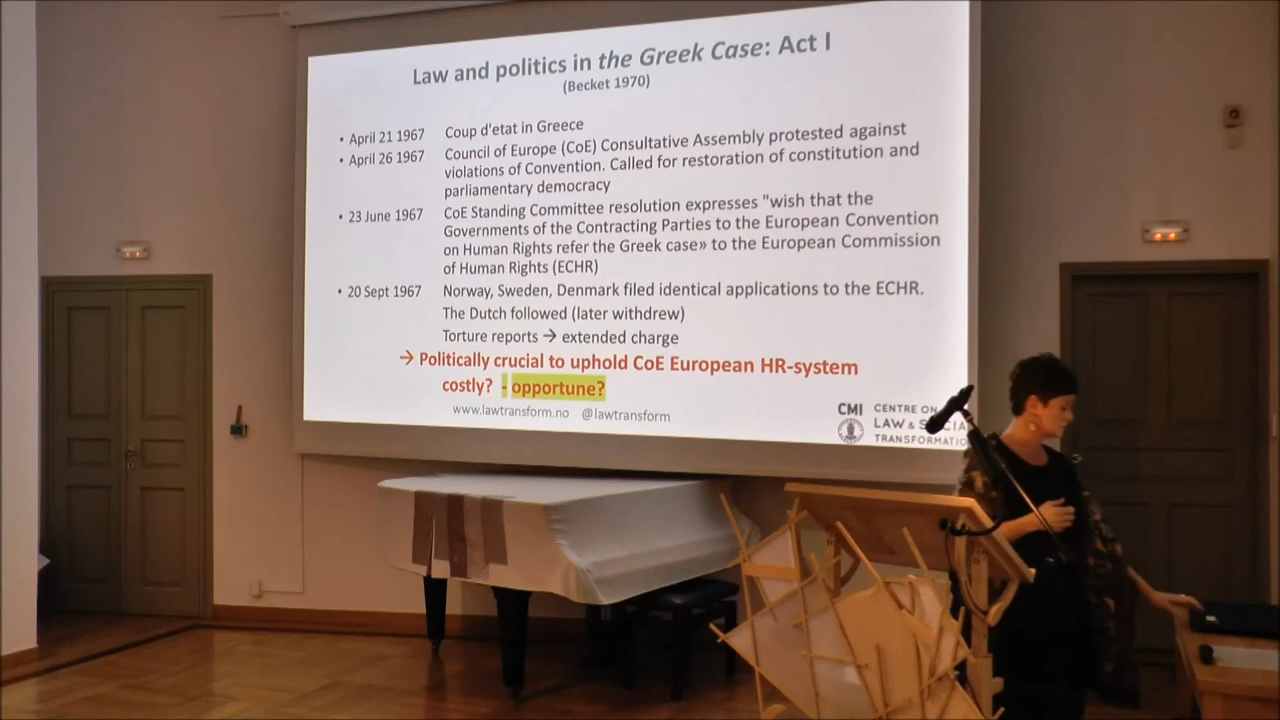 Law and politics in the Greek Case: Act I
(Becket 1970)
• April 21 1967 Coup d'etat in Greece
• April 26 1967 Council of Europe (CoE) Consultative Assembly protested against
violations of Convention. Called for restoration of constitution and
parliamentary democracy
• 23 June 1967 CoE Standing Committee resolution expresses "wish that the
Governments of the Contracting Parties to the European Convention
on Human Rights refer the Greek case» to the European Commission
of Human Rights (ECHR)
• 20 Sept 1967 Norway, Sweden, Denmark filed identical applications to the ECHR.
The Dutch followed (later withdrew)
Torture reports → extended charge
→ Politically crucial to uphold CoE European HR-system
costly? - opportune?
www.lawtransform.no @lawtransform
CMI
CENTRE ON
LAW & S CIA
TRANSFORMATIO